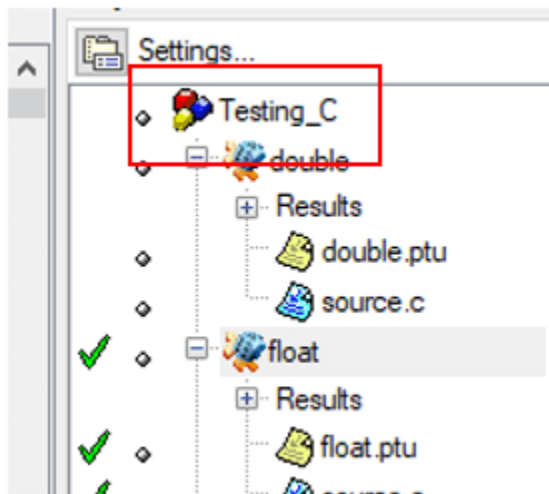 Settings...
Testing_C
double
Results
double.ptu
source.c
float
Results
float.ptu